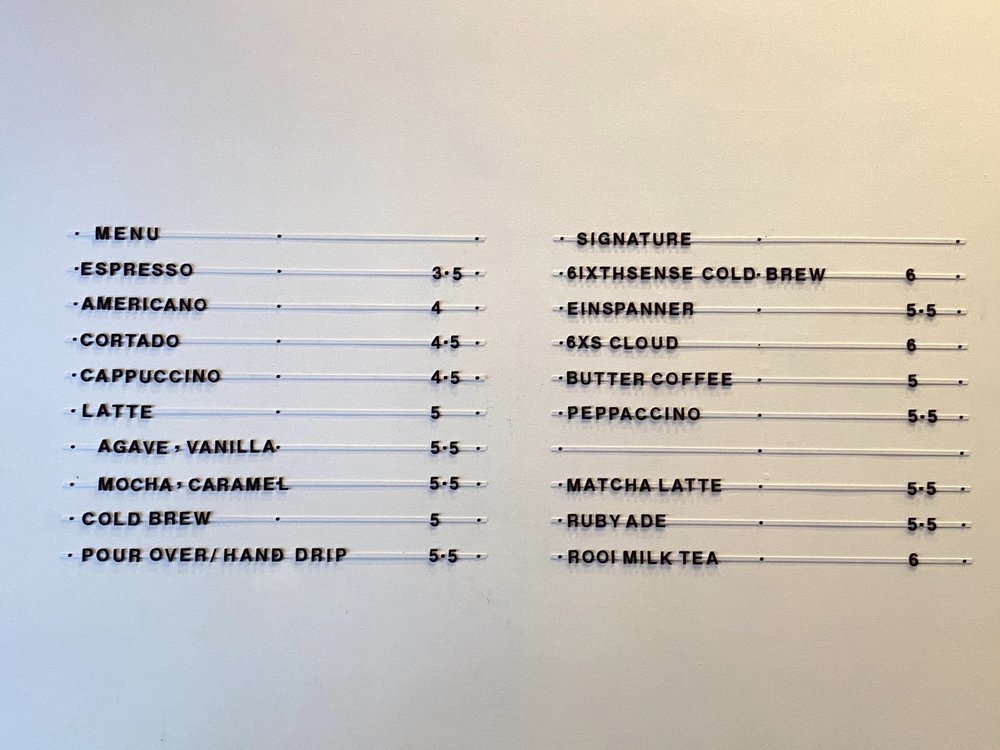 MENU
ESPRESSO 3.5
AMERICANO 4
CORTADO 4.5
CAPPUCCINO 4.5
LATTE 5
AGAVE, VANILLA 5.5
MOCHA, CARAMEL 5.5
COLD BREW 5
POUR OVER/HAND DRIP 5.5
SIGNATURE
6IXTHSENSE COLD BREW 6
EINSPANNER 5.5
6XS CLOUD 6
BUTTER COFFEE 5
PEPPACCINO 5.5
MATCHA LATTE 5.5
RUBY ADE 5.5
ROOI MILK TEA 6